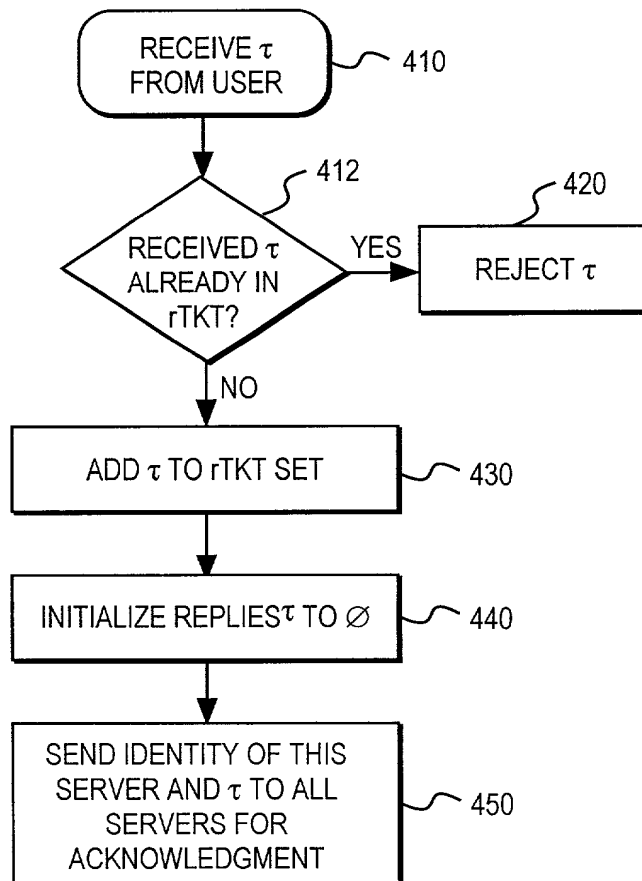 RECEIVE τ
FROM USER
410
412
RECEIVED τ
ALREADY IN
rTKT?
YES
420
REJECT τ
NO
ADD τ TO rTKT SET
430
INITIALIZE REPLIESτ TO ∅
440
SEND IDENTITY OF THIS
SERVER AND τ TO ALL
SERVERS FOR
ACKNOWLEDGMENT
450